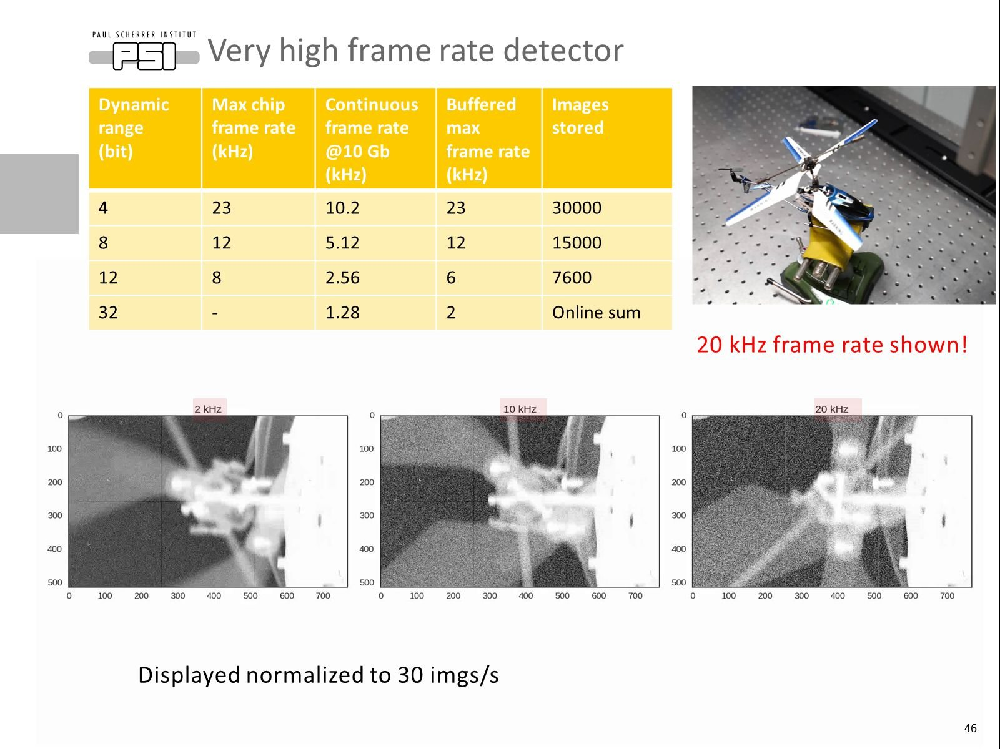 PAUL SCHERRER INSTITUT
PSI
Very high frame rate detector
Dynamic range (bit) Max chip frame rate (kHz) Continuous frame rate @10 Gb (kHz) Buffered max frame rate (kHz) Images stored
4 23 10.2 23 30000
8 12 5.12 12 15000
12 8 2.56 6 7600
32 - 1.28 2 Online sum
20 kHz frame rate shown!
2 kHz
0
100
200
300
400
500
0 100 200 300 400 500 600 700
10 kHz
0
100
200
300
400
500
0 100 200 300 400 500 600 700
20 kHz
0
100
200
300
400
500
0 100 200 300 400 500 600 700
Displayed normalized to 30 imgs/s
46